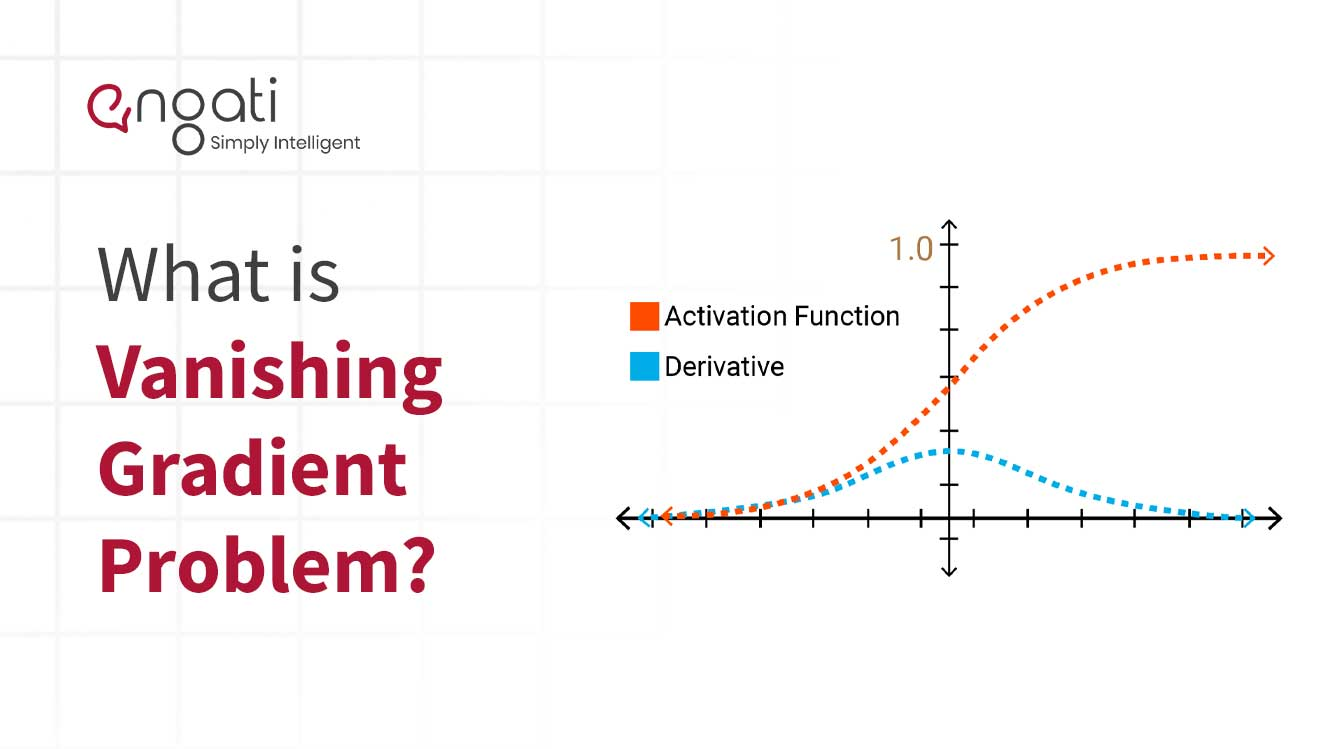 engati
Simply Intelligent
What is
Vanishing
Gradient
Problem?
1.0
Activation Function
Derivative